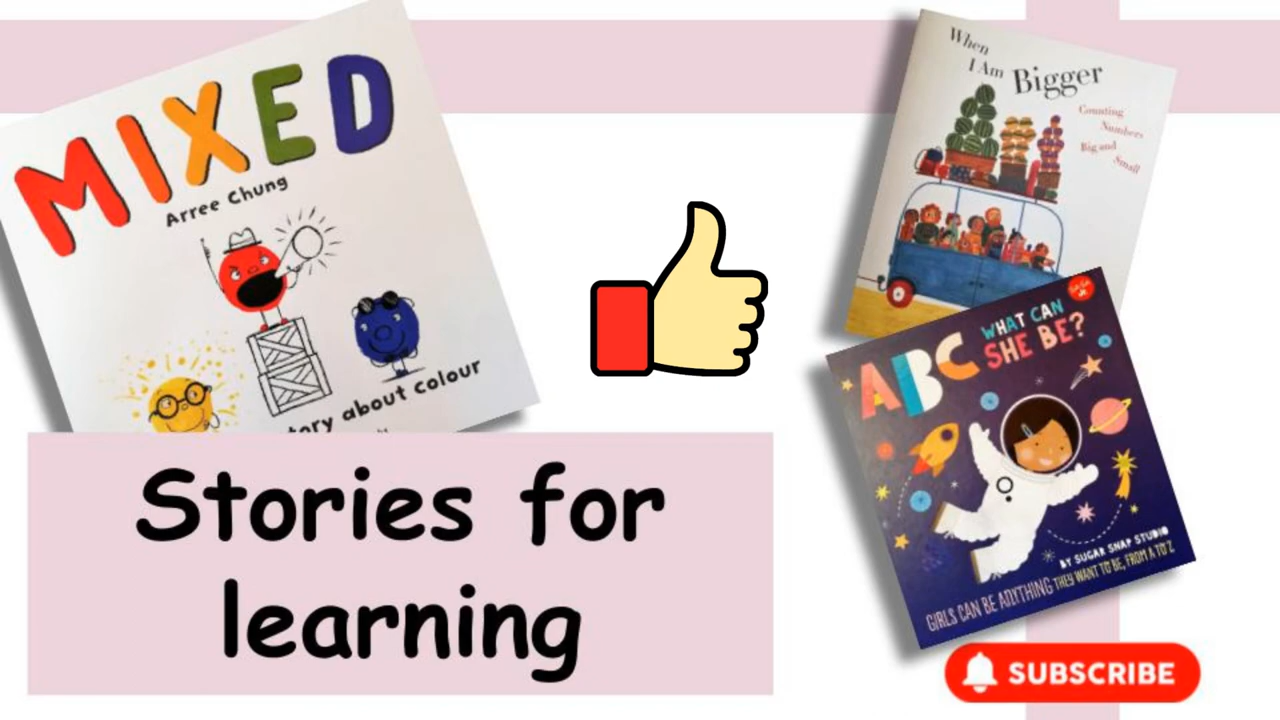 MIXED
Arree Chung
tory about colour
Stories for
learning
When
I Am Bigger
Counting
Numbers
Big and
Small
ABC WHAT CAN
SHE BE?
BY SUGAR SNAP STUDIO
GIRLS CAN BE ANYTHING THEY WANT TO BE, FROM A TO Z
SUBSCRIBE